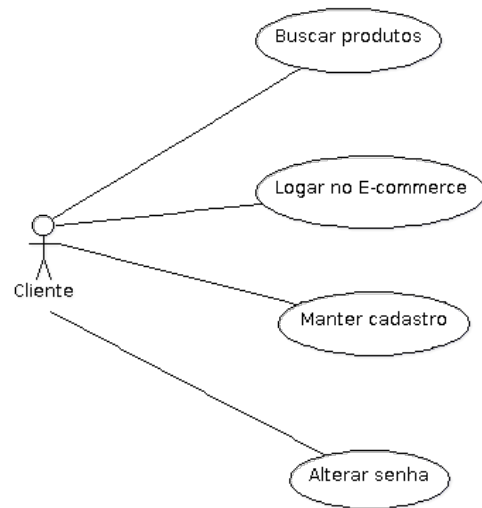 Buscar produtos
Logar no E-commerce
Cliente
Manter cadastro
Alterar senha